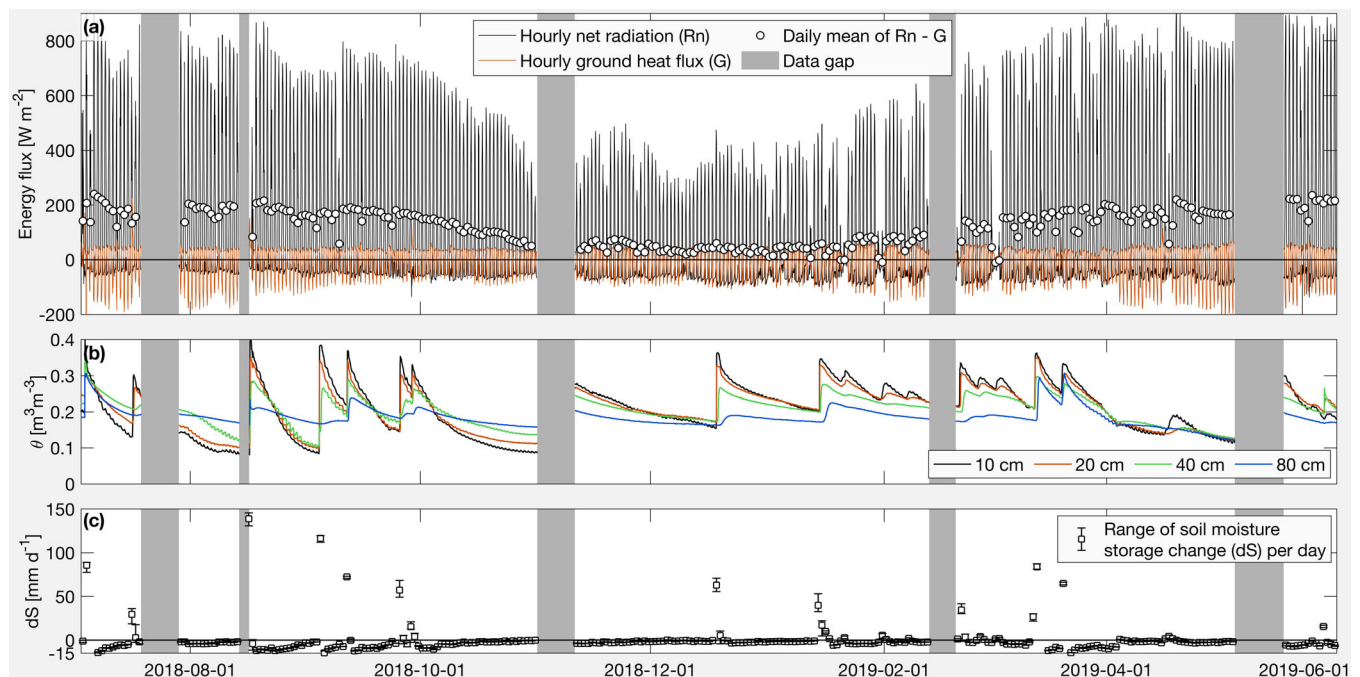 (a)
Hourly net radiation (Rn)
Daily mean of Rn - G
Hourly ground heat flux (G)
Data gap
Energy flux [W m-2]
800
600
400
200
0
-200
(b)
θ [m3m-3]
0.4
0.3
0.2
0.1
0
10 cm
20 cm
40 cm
80 cm
(c)
Range of soil moisture
storage change (dS) per day
dS [mm d-1]
150
100
50
0
-15
2018-08-01
2018-10-01
2018-12-01
2019-02-01
2019-04-01
2019-06-01